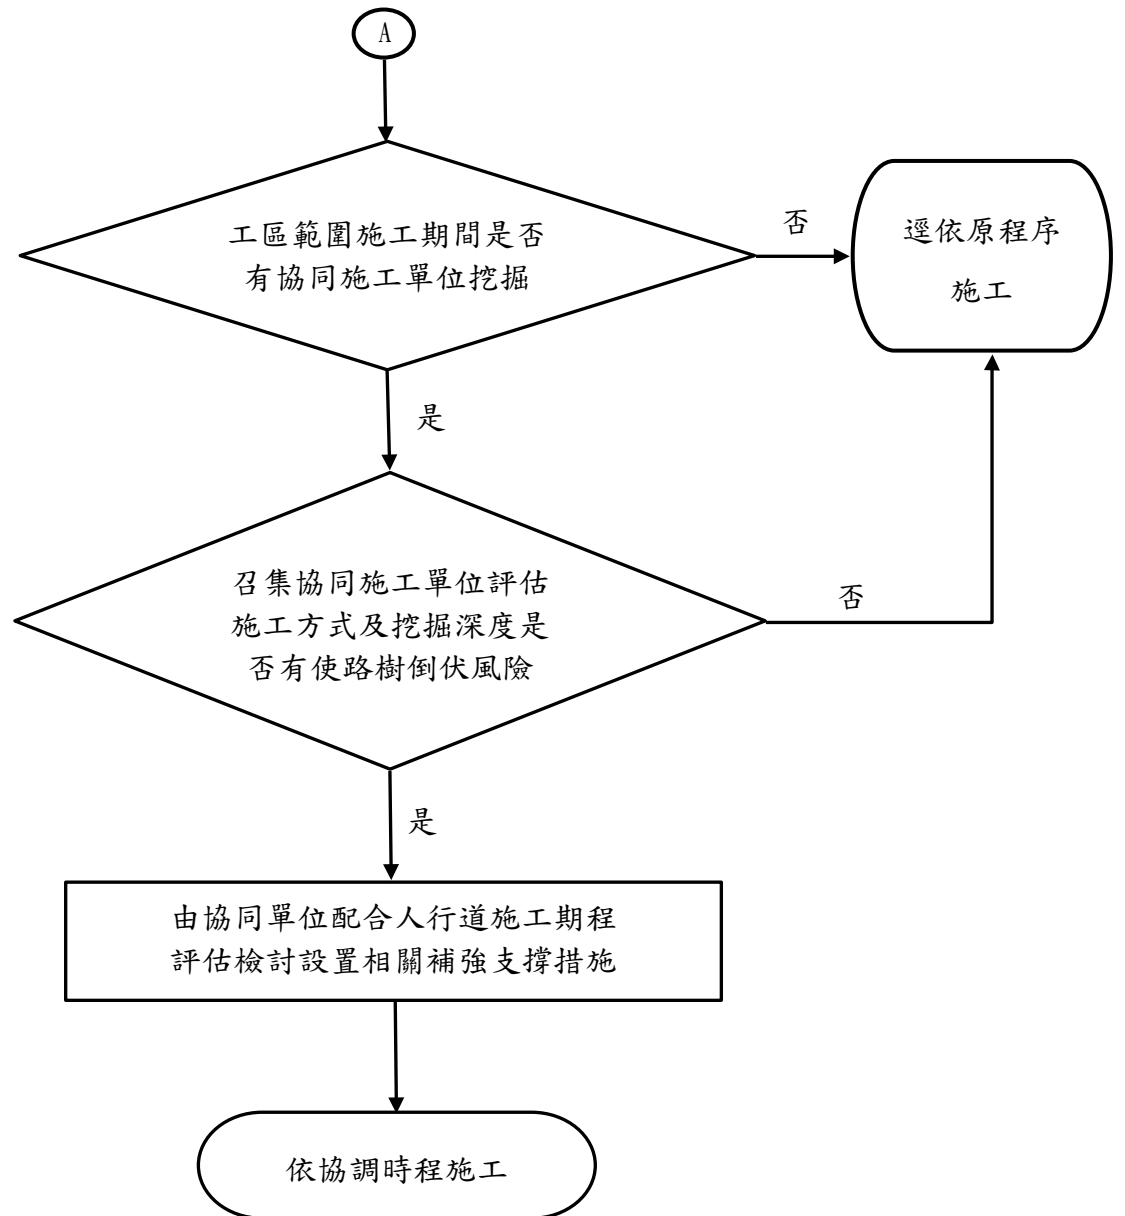 A
工區範圍施工期間是否
有協同施工單位挖掘
否
逕依原程序
施工
是
召集協同施工單位評估
施工方式及挖掘深度是
否有使路樹倒伏風險
否
是
由協同單位配合人行道施工期程
評估檢討設置相關補強支撐措施
依協調時程施工